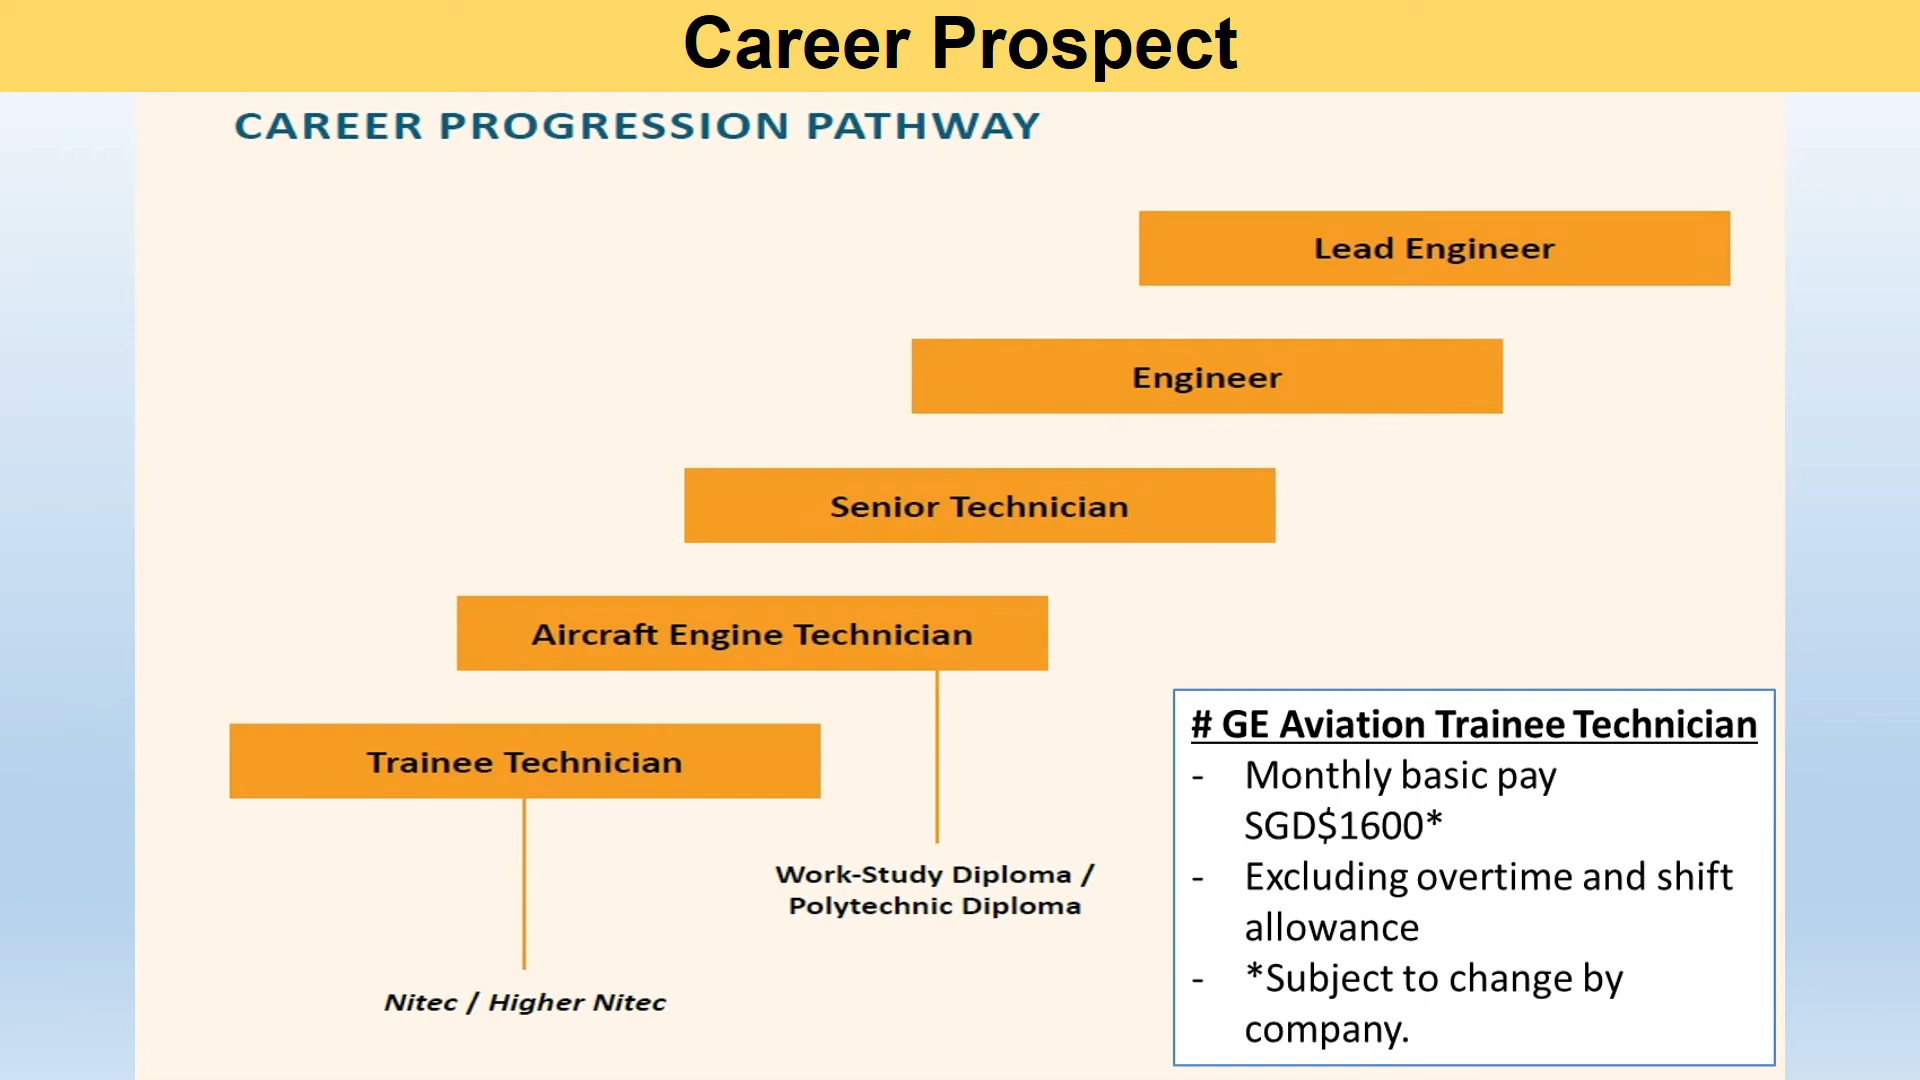 Career Prospect
CAREER PROGRESSION PATHWAY
Lead Engineer
Engineer
Senior Technician
Aircraft Engine Technician
Trainee Technician
Work-Study Diploma /
Polytechnic Diploma
Nitec / Higher Nitec
# GE Aviation Trainee Technician
- Monthly basic pay
SGD$1600*
- Excluding overtime and shift
allowance
- *Subject to change by
company.